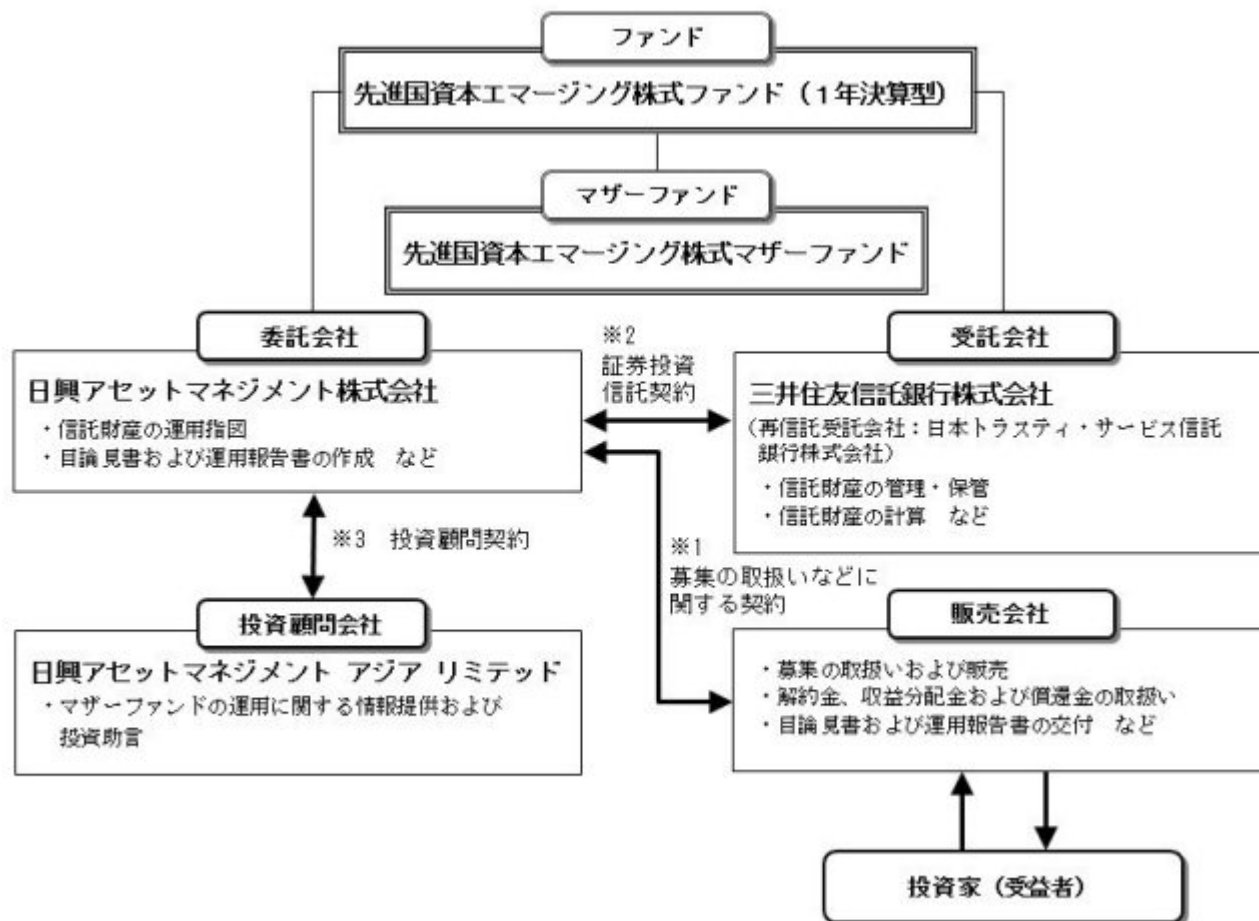 ファンド
先進国資本エマージング株式ファンド（１年決算型）
マザーファンド
先進国資本エマージング株式マザーファンド
委託会社
日興アセットマネジメント株式会社
・信託財産の運用指図
・目論見書および運用報告書の作成　など
※2
証券投資
信託契約
受託会社
三井住友信託銀行株式会社
（再信託受託会社：日本トラスティ・サービス信託
銀行株式会社）
・信託財産の管理・保管
・信託財産の計算　など
※3　投資顧問契約
※1
募集の取扱いなどに
関する契約
投資顧問会社
日興アセットマネジメント アジア リミテッド
・マザーファンドの運用に関する情報提供および
投資助言
販売会社
・募集の取扱いおよび販売
・解約金、収益分配金および償還金の取扱い
・目論見書および運用報告書の交付　など
投資家（受益者）